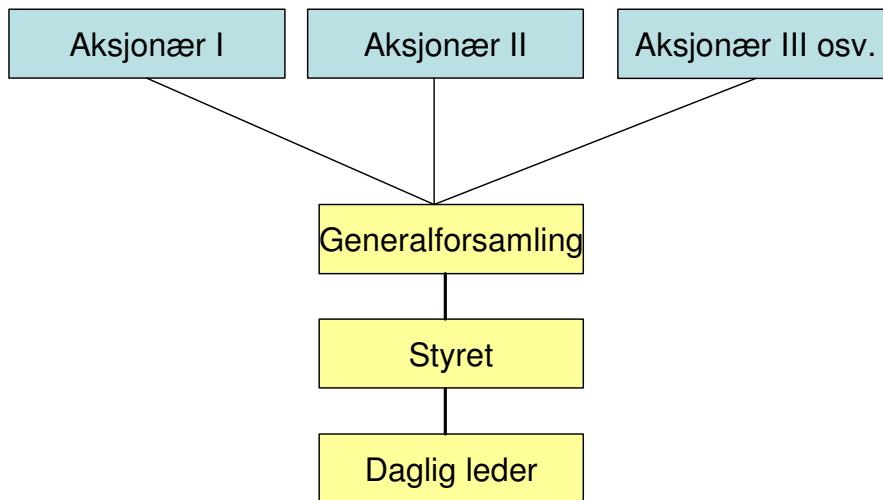 Aksjonær I
Aksjonær II
Aksjonær III osv.
Generalforsamling
Styret
Daglig leder